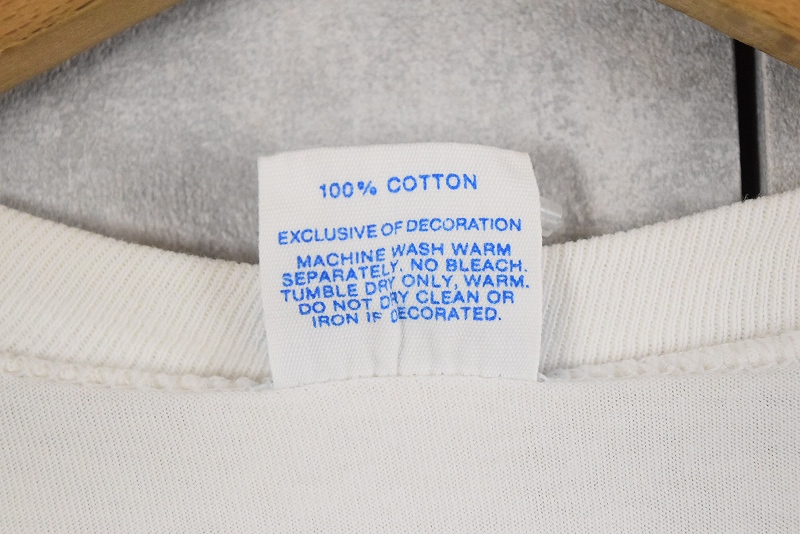 100% COTTON
EXCLUSIVE OF DECORATION
MACHINE WASH WARM
SEPARATELY. NO BLEACH.
TUMBLE DRY ONLY, WARM.
DO NOT DRY CLEAN OR
IRON IF DECORATED.